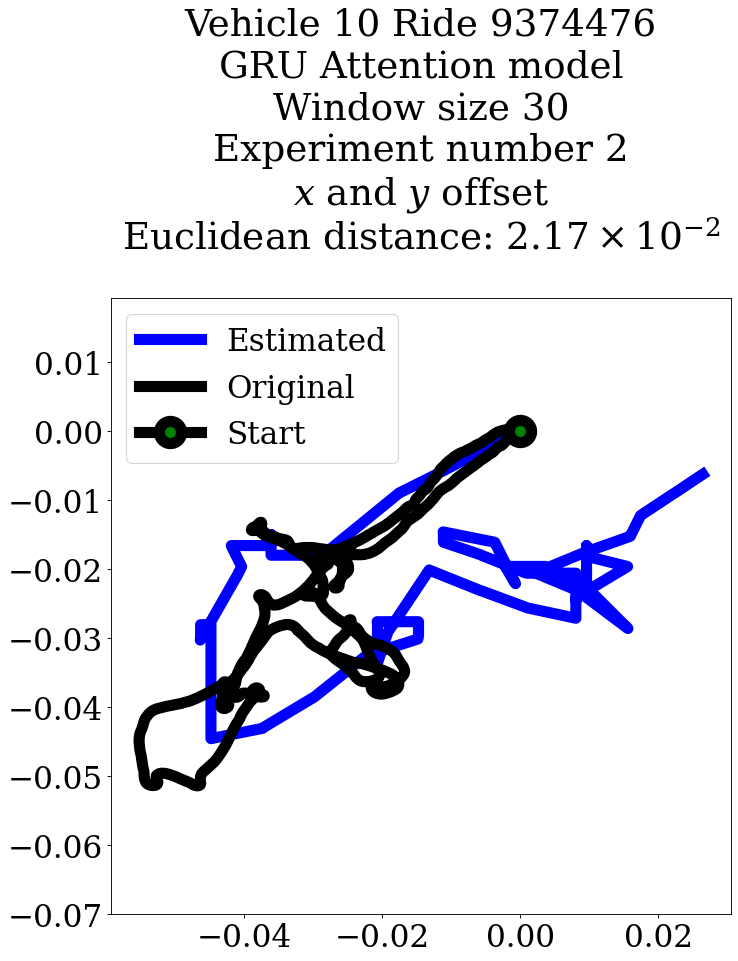 Vehicle 10 Ride 9374476
GRU Attention model
Window size 30
Experiment number 2
x and y offset
Euclidean distance: 2.17 × 10⁻²
Estimated
Original
Start
0.01
0.00
−0.01
−0.02
−0.03
−0.04
−0.05
−0.06
−0.07
−0.04 −0.02 0.00 0.02